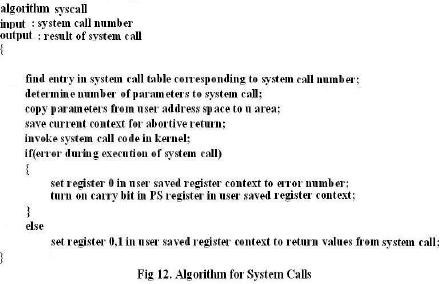 algorithm syscall
input : system call number
output : result of system call
{
find entry in system call table corresponding to system call number;
determine number of parameters to system call;
copy parameters from user address space to u area;
save current context for abortive return;
invoke system call code in kernel;
if(error during execution of system call)
{
set register 0 in user saved register context to error number;
turn on carry bit in PS register in user saved register context;
}
else
set register 0,1 in user saved register context to return values from system call;
}
Fig 12. Algorithm for System Calls